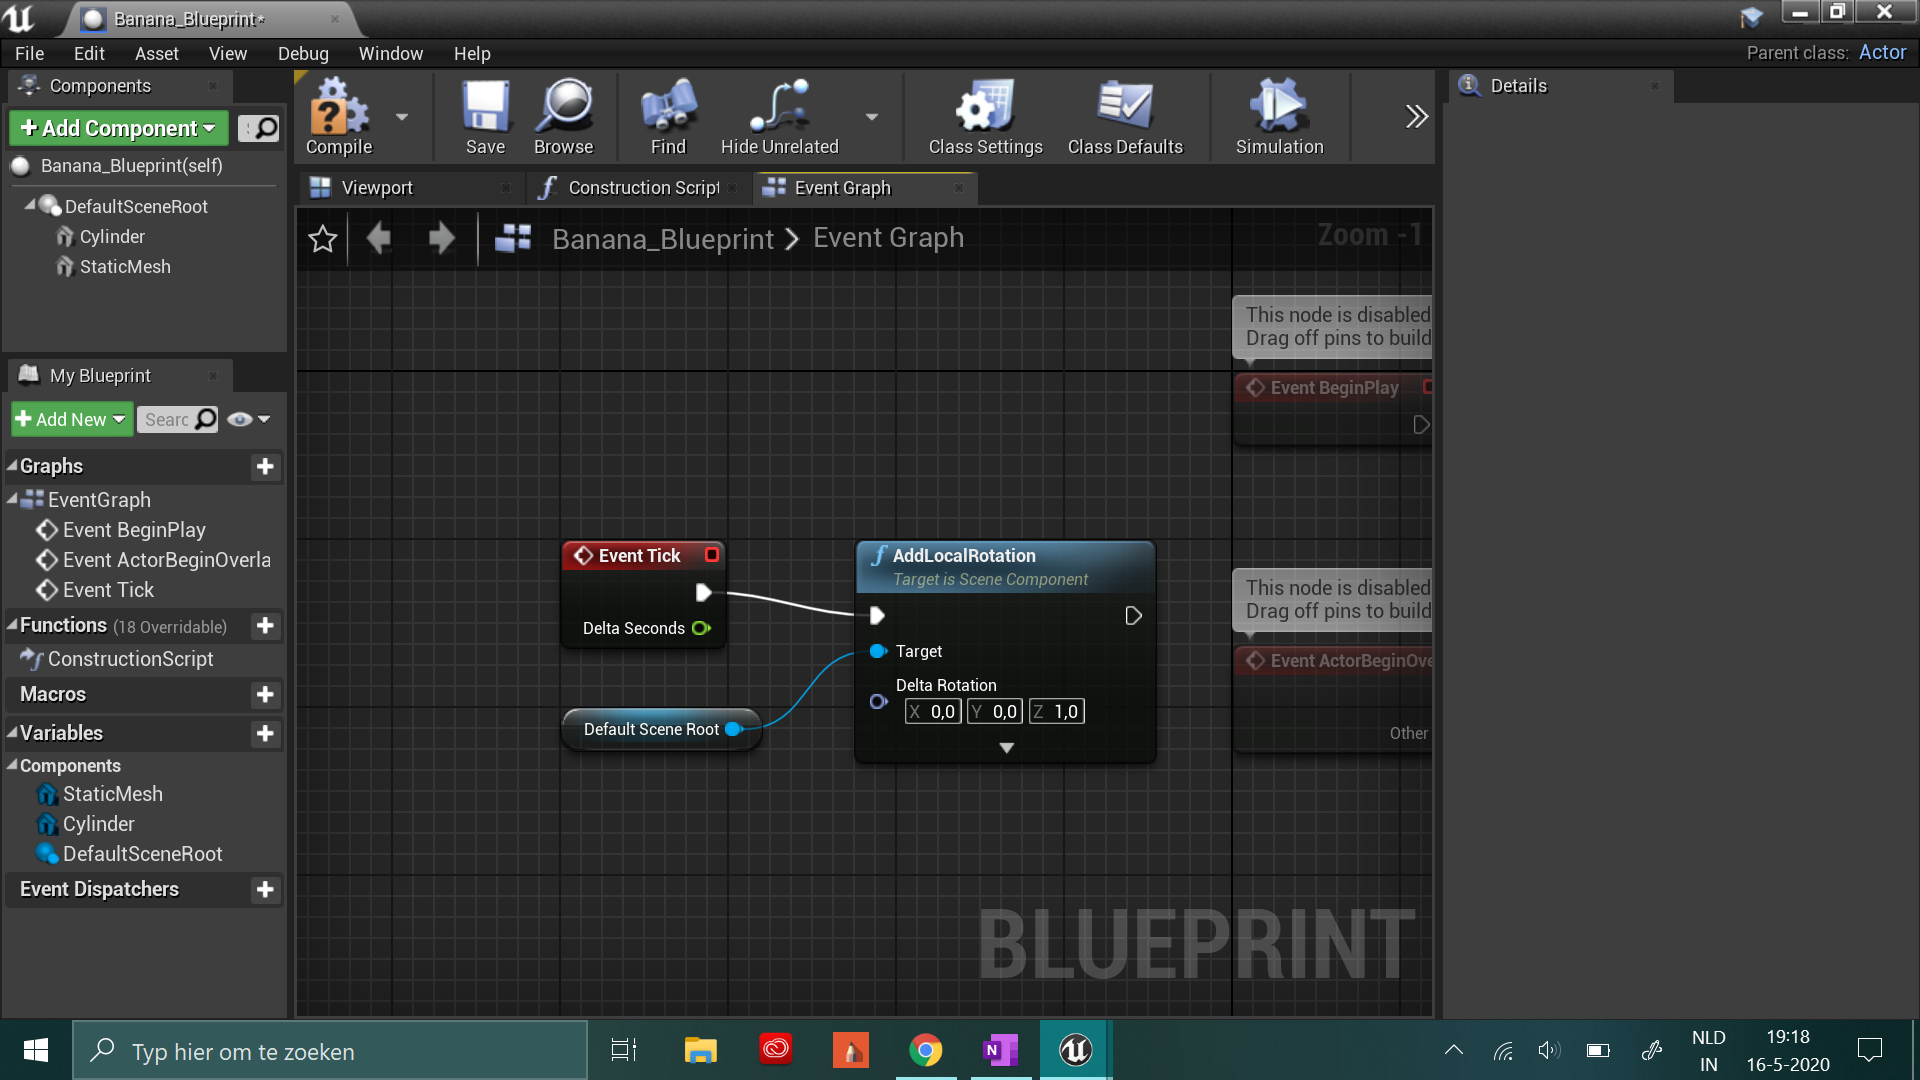 Banana_Blueprint*
File Edit Asset View Debug Window Help
Parent class: Actor
Components
Add Component
Banana_Blueprint(self)
DefaultSceneRoot
Cylinder
StaticMesh
Compile Save Browse Find Hide Unrelated Class Settings Class Defaults Simulation
Viewport Construction Script Event Graph
Banana_Blueprint > Event Graph
Zoom -1
Details
My Blueprint
Add New Searc
Graphs
EventGraph
Event BeginPlay
Event ActorBeginOverla
Event Tick
Functions (18 Overridable)
ConstructionScript
Macros
Variables
Components
StaticMesh
Cylinder
DefaultSceneRoot
Event Dispatchers
Event Tick
Delta Seconds
Default Scene Root
AddLocalRotation
Target is Scene Component
Target
Delta Rotation
X 0,0 Y 0,0 Z 1,0
This node is disabled
Drag off pins to build
Event BeginPlay
This node is disabled
Drag off pins to build
Event ActorBeginOve
Other
BLUEPRINT
Typ hier om te zoeken
NLD
IN
19:18
16-5-2020